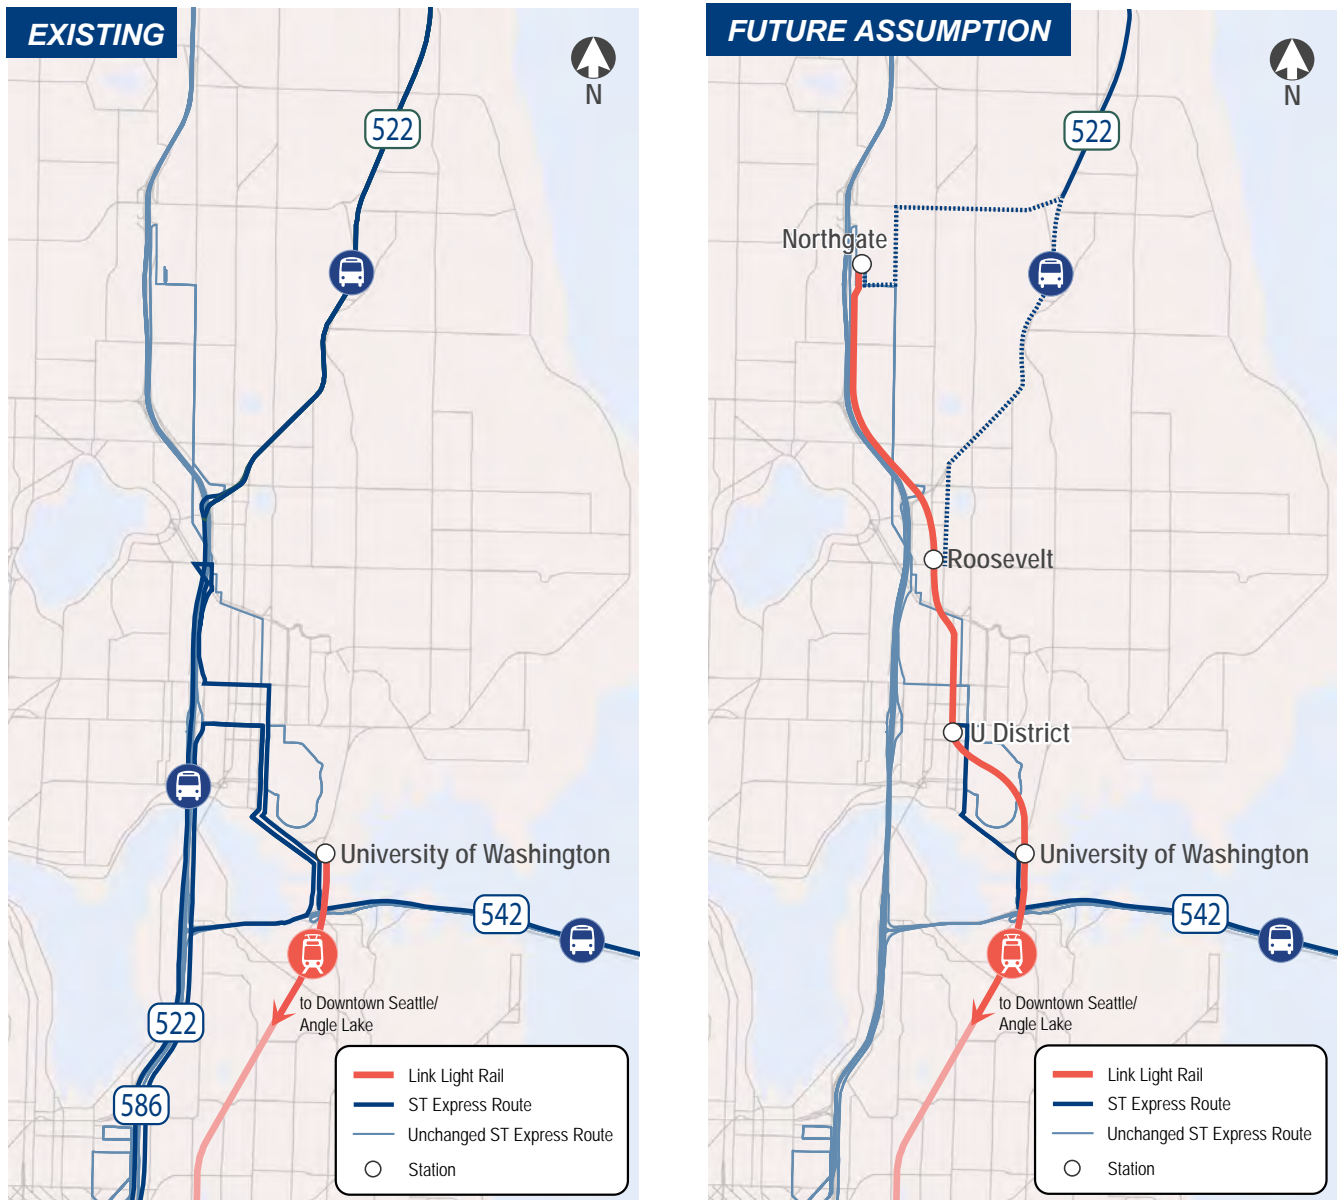 EXISTING
N
522
University of Washington
542
to Downtown Seattle/
Angle Lake
522
586
Link Light Rail
ST Express Route
Unchanged ST Express Route
Station
FUTURE ASSUMPTION
N
522
Northgate
Roosevelt
U District
University of Washington
542
to Downtown Seattle/
Angle Lake
Link Light Rail
ST Express Route
Unchanged ST Express Route
Station